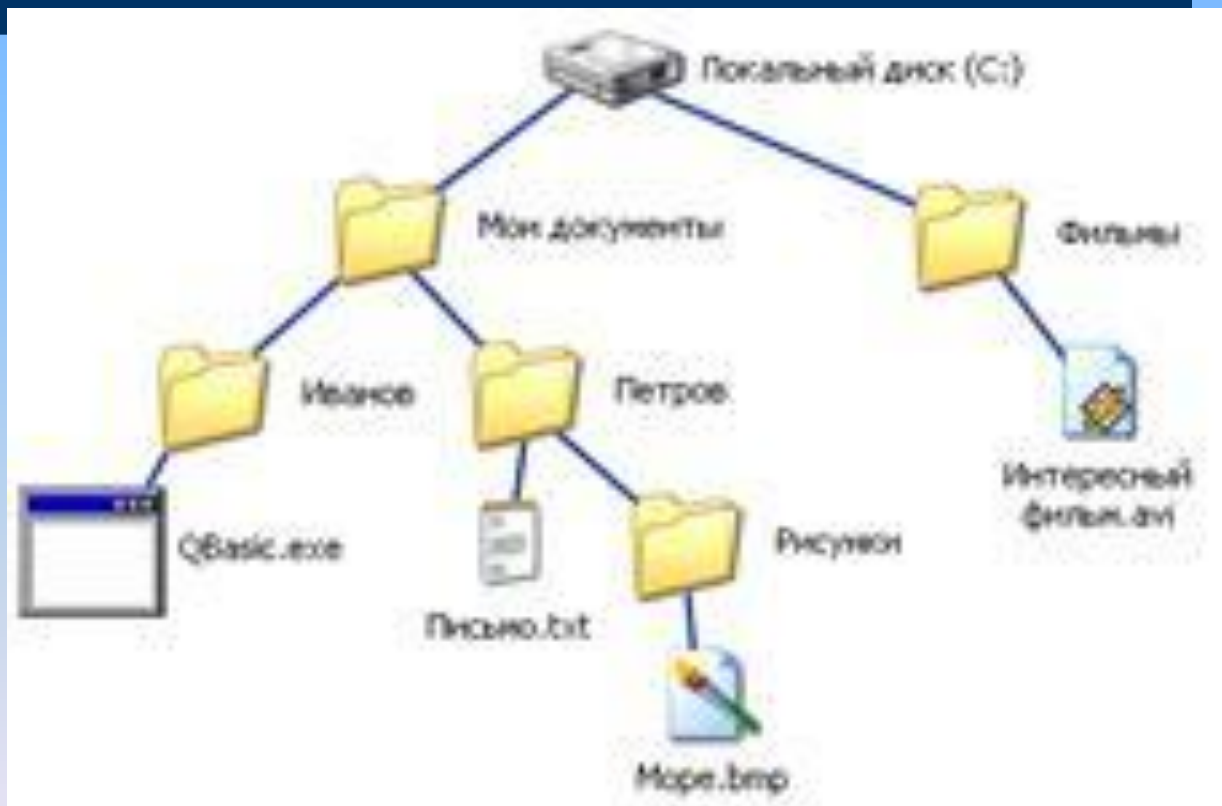 Локальный диск (C:)
Мои документы
Фильмы
Иванов
Петров
Интересный
фильм.avi
QBasic.exe
Рисунки
Письмо.txt
Море.bmp